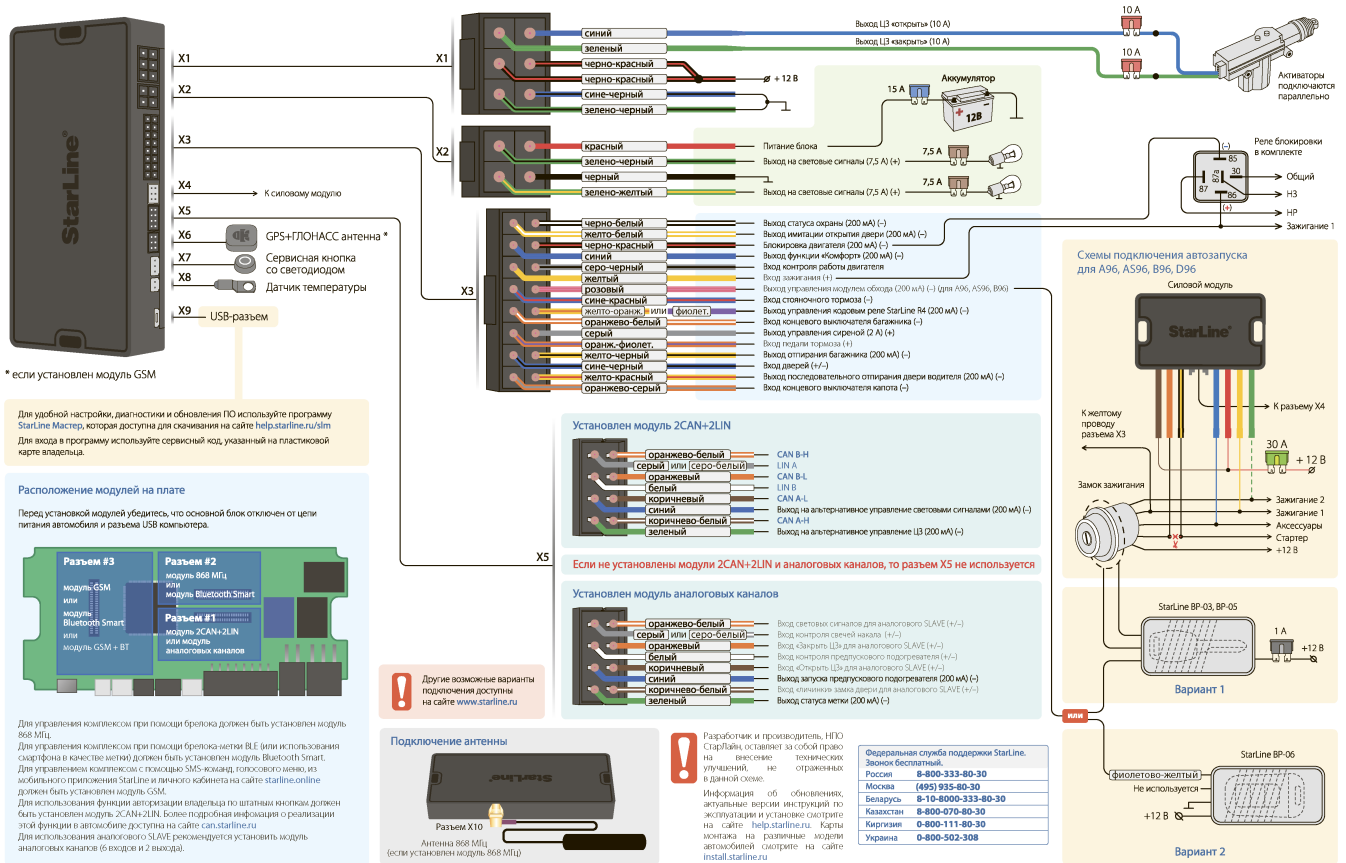 StarLine®
X1
X2
X3
X4
К силовому модулю
X5
X6
GPS+ГЛОНАСС антенна *
X7
Сервисная кнопка
со светодиодом
X8
Датчик температуры
X9
USB-разъем
* если установлен модуль GSM
Для удобной настройки, диагностики и обновления ПО используйте программу
StarLine Мастер, которая доступна для скачивания на сайте help.starline.ru/slm
Для входа в программу используйте сервисный код, указанный на пластиковой
карте владельца.
Расположение модулей на плате
Перед установкой модулей убедитесь, что основной блок отключен от цепи
питания автомобиля и разъема USB компьютера.
Разъем #3
модуль GSM
или
модуль
Bluetooth Smart
или
модуль GSM + BT
Разъем #2
модуль 868 МГц
или
модуль Bluetooth Smart
Разъем #1
модуль 2CAN+2LIN
или модуль
аналоговых каналов
Для управления комплексом при помощи брелока должен быть установлен модуль
868 МГц.
Для управления комплексом при помощи брелка-метки BLE (или использования
смартфона в качестве метки) должен быть установлен модуль Bluetooth Smart.
Для управлением комплексом с помощью SMS-команд, голосового меню, из
мобильного приложения StarLine и личного кабинета на сайте starline.online
должен быть установлен модуль GSM.
Для использования функции авторизации владельца по штатным кнопкам должен
быть установлен модуль 2CAN+2LIN. Более подробная инфомация о реализации
этой функции в автомобиле доступна на сайте can.starline.ru
Для использования аналогового SLAVE рекомендуется установить модуль
аналоговых каналов (6 входов и 2 выхода).
X1
синий
зеленый
черно-красный
черно-красный
сине-черный
зелено-черный
Выход ЦЗ «открыть» (10 А)
Выход ЦЗ «закрыть» (10 А)
+ 12 В
10 А
10 А
Активаторы
подключаются
параллельно
X2
красный
зелено-черный
черный
зелено-желтый
Питание блока
Выход на световые сигналы (7,5 А) (+)
Выход на световые сигналы (7,5 А) (+)
Аккумулятор
15 А
12В
7,5 А
7,5 А
X3
черно-белый Выход статуса охраны (200 мА) (–)
желто-белый Выход имитации открытия двери (200 мА) (–)
черно-красный Блокировка двигателя (200 мА) (–)
синий Выход функции «Комфорт» (200 мА) (–)
серо-черный Вход контроля работы двигателя
желтый Вход зажигания (+)
розовый Выход управления модулем обхода (200 мА) (–) (для A96, AS96, B96)
сине-красный Вход стояночного тормоза (–)
желто-оранж. или фиолет. Выход управления кодовым реле StarLine R4 (200 мА) (–)
оранжево-белый Вход концевого выключателя багажника (–)
серый Выход управления сиреной (2 А) (+)
оранж.-фиолет. Вход педали тормоза (+)
желто-черный Выход отпирания багажника (200 мА) (–)
сине-черный Вход дверей (+/–)
желто-красный Выход последовательного отпирания двери водителя (200 мА) (–)
оранжево-серый Вход концевого выключателя капота (–)
Реле блокировки
в комплекте
(–)
85
87a
30
87
86
(+)
Общий
НЗ
НР
Зажигание 1
X5
Установлен модуль 2CAN+2LIN
оранжево-белый CAN B-H
серый или серо-белый LIN A
оранжевый CAN B-L
белый LIN B
коричневый CAN A-L
синий Выход на альтернативное управление световыми сигналами (200 мА) (–)
коричнево-белый CAN A-H
зеленый Выход на альтернативное управление ЦЗ (200 мА) (–)
Если не установлены модули 2CAN+2LIN и аналоговых каналов, то разъем X5 не используется
Установлен модуль аналоговых каналов
оранжево-белый Вход световых сигналов для аналогового SLAVE (+/–)
серый или серо-белый Вход контроля свечей накала (+/–)
оранжевый Вход «Закрыть ЦЗ» для аналогового SLAVE (+/–)
белый Вход контроля предпускового подогревателя (+/–)
коричневый Вход «Открыть ЦЗ» для аналогового SLAVE (+/–)
синий Выход запуска предпускового подогревателя (200 мА) (–)
коричнево-белый Вход «личинки» замка двери для аналогового SLAVE (+/–)
зеленый Выход статуса метки (200 мА) (–)
Другие возможные варианты
подключения доступны
на сайте www.starline.ru
Подключение антенны
StarLine
Разъем X10
Антенна 868 МГц
(если установлен модуль 868 МГц)
Разработчик и производитель, НПО
СтарЛайн, оставляет за собой право
на внесение технических
улучшений, не отраженных
в данной схеме.
Информация об обновлениях,
актуальные версии инструкций по
эксплуатации и установке смотрите
на сайте help.starline.ru. Карты
монтажа на различные модели
автомобилей смотрите на сайте
install.starline.ru
Федеральная служба поддержки StarLine.
Звонок бесплатный.
Россия 8-800-333-80-30
Москва (495) 935-80-30
Беларусь 8-10-8000-333-80-30
Казахстан 8-800-070-80-30
Киргизия 0-800-111-80-30
Украина 0-800-502-308
Схемы подключения автозапуска
для A96, AS96, B96, D96
Силовой модуль
StarLine®
К разъему X4
К желтому
проводу
разъема X3
30 А
+ 12 В
Замок зажигания
Зажигание 2
Зажигание 1
Аксессуары
Стартер
+12 В
StarLine BP-03, BP-05
1 А
+12 В
Вариант 1
или
StarLine BP-06
фиолетово-желтый
Не используется
+12 В
Вариант 2